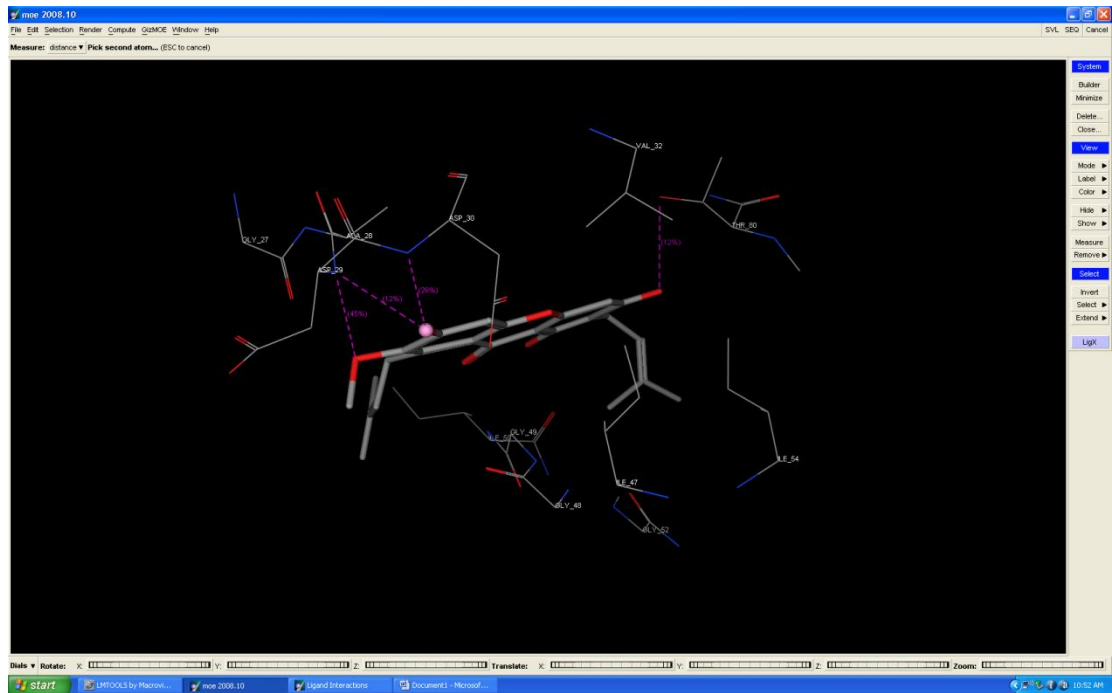 moe 2008.10
File Edit Selection Render Compute GizMOE Window Help
SVL SEQ Cancel
Measure: distance ▼ Pick second atom... (ESC to cancel)
System
Builder
Minimize
Delete...
Close...
View
Mode ▶
Label ▶
Color ▶
Hide ▶
Show ▶
Measure
Remove ▶
Select
Invert
Select ▶
Extend ▶
LigX
VAL_32
ASP_30
THR_80
GLY_27
ALA_28
(12%)
ASP_29
(29%)
(12%)
(45%)
GLY_49
ILE_54
ILE_47
GLY_48
GLY_52
Dials ▼ Rotate: X: Y: Z: Translate: X: Y: Z: Zoom:
start
LMTOOLS by Macrovi...
moe 2008.10
Ligand Interactions
Document1 - Microsof...
10:52 AM